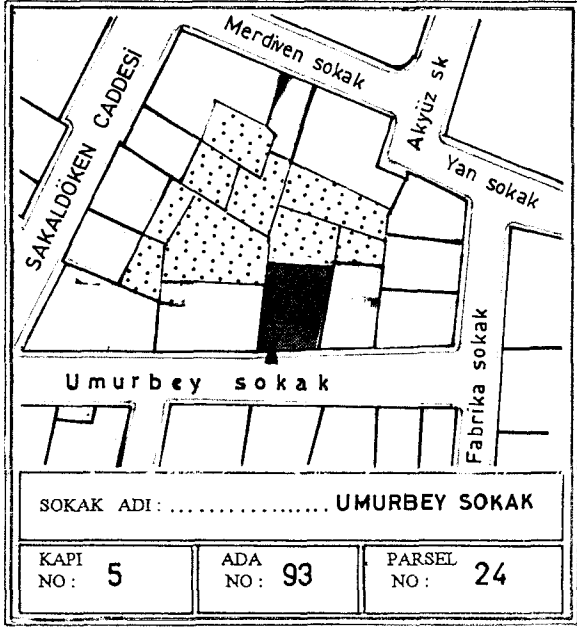 Merdiven sokak
Akyüz sk
SAKALDÖKEN CADDESİ
Yan sokak
Umurbey sokak
Fabrika sokak
SOKAK ADI : ................ UMURBEY SOKAK
KAPI NO : 5
ADA NO : 93
PARSEL NO : 24